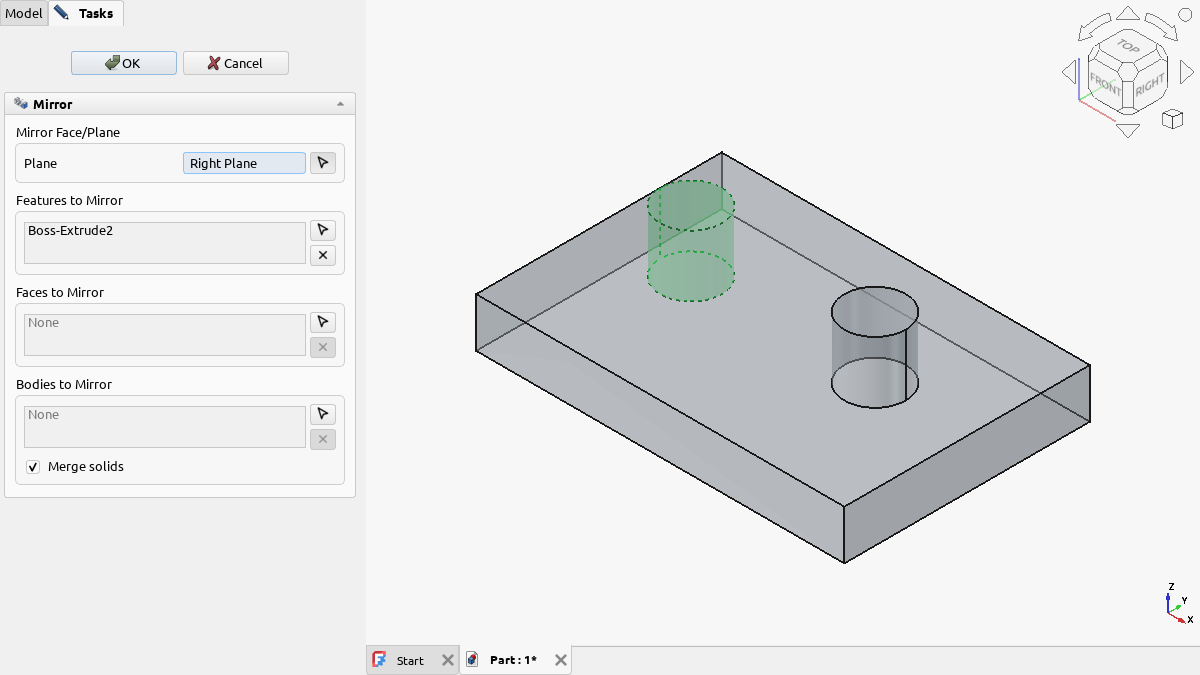 Model
Tasks
OK
Cancel
Mirror
Mirror Face/Plane
Plane
Right Plane
Features to Mirror
Boss-Extrude2
Faces to Mirror
None
Bodies to Mirror
None
Merge solids
TOP
FRONT
RIGHT
Z
Y
X
Start
Part : 1*